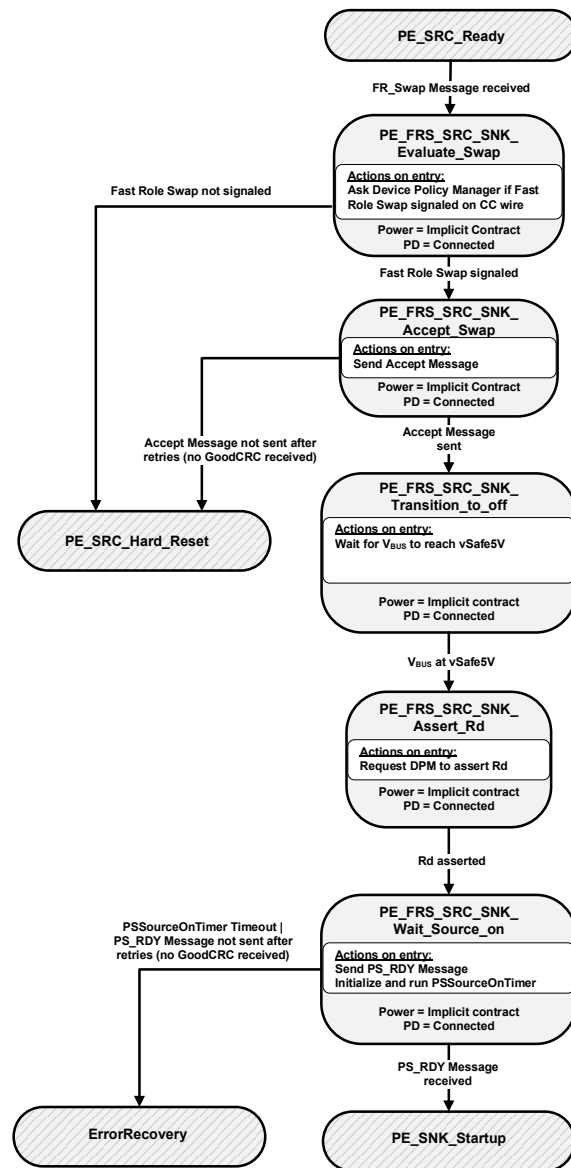 PE_SRC_Ready
FR_Swap Message received
PE_FRS_SRC_SNK_
Evaluate_Swap
Actions on entry:
Ask Device Policy Manager if Fast
Role Swap signaled on CC wire
Power = Implicit Contract
PD = Connected
Fast Role Swap not signaled
Fast Role Swap signaled
PE_FRS_SRC_SNK_
Accept_Swap
Actions on entry:
Send Accept Message
Power = Implicit Contract
PD = Connected
Accept Message not sent after
retries (no GoodCRC received)
Accept Message
sent
PE_SRC_Hard_Reset
PE_FRS_SRC_SNK_
Transition_to_off
Actions on entry:
Wait for VBUS to reach vSafe5V
Power = Implicit contract
PD = Connected
VBUS at vSafe5V
PE_FRS_SRC_SNK_
Assert_Rd
Actions on entry:
Request DPM to assert Rd
Power = Implicit contract
PD = Connected
Rd asserted
PSSourceOnTimer Timeout |
PS_RDY Message not sent after
retries (no GoodCRC received)
PE_FRS_SRC_SNK_
Wait_Source_on
Actions on entry:
Send PS_RDY Message
Initialize and run PSSourceOnTimer
Power = Implicit contract
PD = Connected
PS_RDY Message
received
ErrorRecovery
PE_SNK_Startup